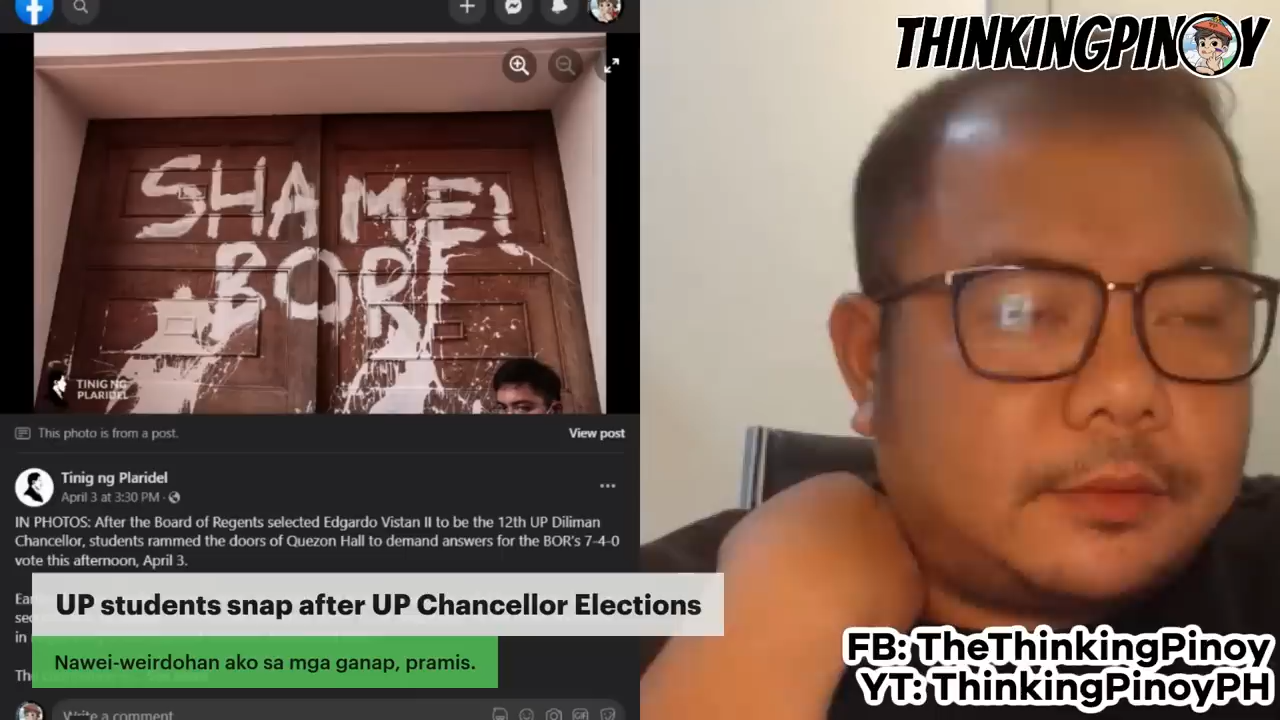 THINKINGPINOY
SHAME!
BOR!
TINIG NG
PLARIDEL
This photo is from a post.
View post
Tinig ng Plaridel
April 3 at 3:30 PM ·
IN PHOTOS: After the Board of Regents selected Edgardo Vistan II to be the 12th UP Diliman
Chancellor, students rammed the doors of Quezon Hall to demand answers for the BOR's 7-4-0
vote this afternoon, April 3.
UP students snap after UP Chancellor Elections
Nawei-weirdohan ako sa mga ganap, pramis.
Write a comment
GIF
FB: TheThinkingPinoy
YT: ThinkingPinoyPH